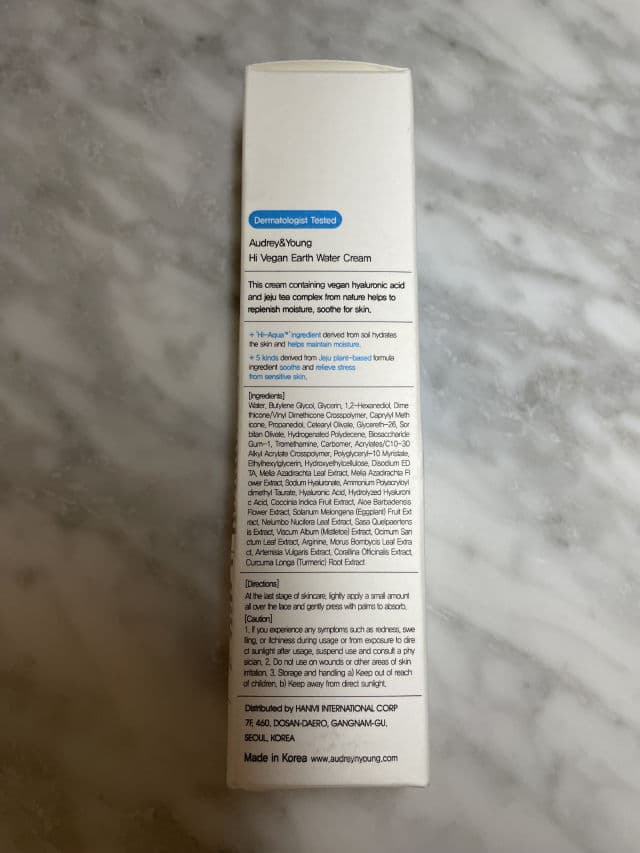 Dermatologist Tested
Audrey&Young
Hi Vegan Earth Water Cream
This cream containing vegan hyaluronic acid
and jeju tea complex from nature helps to
replenish moisture, soothe for skin.
+ 'Hi-Aqua™' ingredient derived from soil hydrates
the skin and helps maintain moisture.
+ 5 kinds derived from Jeju plant-based formula
ingredient soothe and relieve stress
from sensitive skin.
[Ingredients]
Water, Butylene Glycol, Glycerin, 1,2-Hexanediol, Dime
thicone/Vinyl Dimethicone Crosspolymer, Caprylyl Meth
icone, Propanediol, Cetearyl Olivate, Glycereth-26, Sor
bitan Olivate, Hydrogenated Polydecene, Biosaccharide
Gum-1, Tromethamine, Carbomer, Acrylates/C10-30
Alkyl Acrylate Crosspolymer, Polyglyceryl-10 Myristate,
Ethylhexylglycerin, Hydroxyethylcellulose, Disodium ED
TA, Melia Azadirachta Leaf Extract, Melia Azadirachta Fl
ower Extract, Sodium Hyaluronate, Ammonium Polyacryloyl
dimethyl Taurate, Hyaluronic Acid, Hydrolyzed Hyaluroni
c Acid, Coccinia Indica Fruit Extract, Aloe Barbadensis
Flower Extract, Solanum Melongena (Eggplant) Fruit Ext
ract, Nelumbo Nucifera Leaf Extract, Sasa Quelpaertens
is Extract, Viscum Album (Mistletoe) Extract, Ocimum San
ctum Leaf Extract, Arginine, Morus Bombycis Leaf Extra
ct, Artemisia Vulgaris Extract, Corallina Officinalis Extract,
Curcuma Longa (Turmeric) Root Extract
[Directions]
At the last stage of skincare, lightly apply a small amount
all over the face and gently press with palms to absorb.
[Caution]
1. If you experience any symptoms such as redness, swe
lling, or itchiness during usage or from exposure to dire
ct sunlight after usage, suspend use and consult a phy
sician, 2. Do not use on wounds or other areas of skin
irritation. 3. Storage and handling a) Keep out of reach
of children, b) Keep away from direct sunlight.
Distributed by HANMI INTERNATIONAL CORP
7F, 460, DOSAN-DAERO, GANGNAM-GU,
SEOUL, KOREA
Made in Korea www.audreynyoung.com